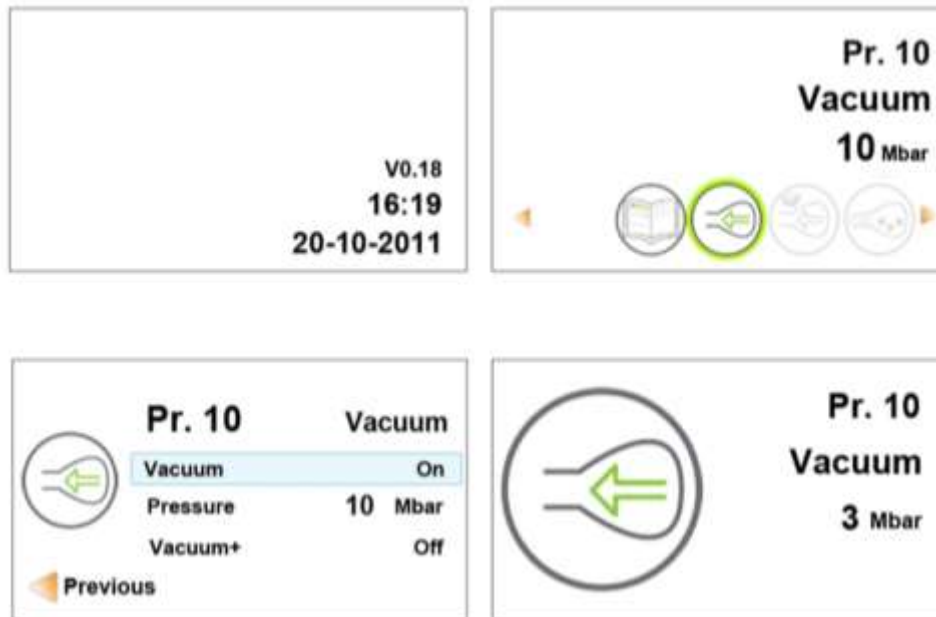 V0.18
16:19
20-10-2011
Pr. 10
Vacuum
10 Mbar
Pr. 10 Vacuum
Vacuum On
Pressure 10 Mbar
Vacuum+ Off
Previous
Pr. 10
Vacuum
3 Mbar